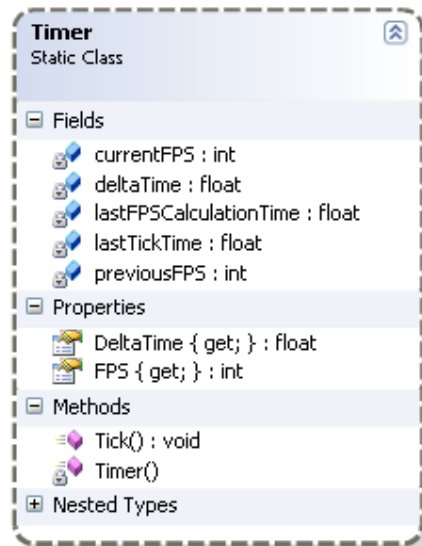 Timer
Static Class
Fields
currentFPS : int
deltaTime : float
lastFPSCalculationTime : float
lastTickTime : float
previousFPS : int
Properties
DeltaTime { get; } : float
FPS { get; } : int
Methods
Tick() : void
Timer()
Nested Types